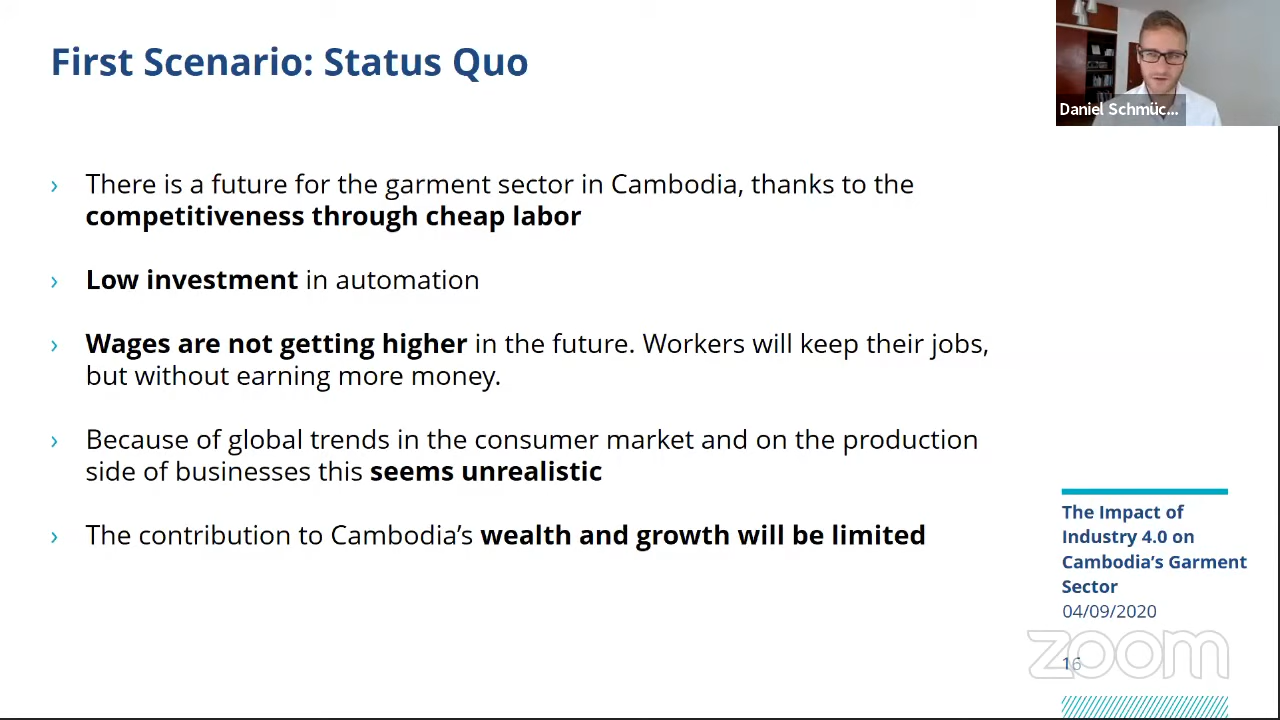 First Scenario: Status Quo
Daniel Schmüc...
› There is a future for the garment sector in Cambodia, thanks to the
competitiveness through cheap labor
› Low investment in automation
› Wages are not getting higher in the future. Workers will keep their jobs,
but without earning more money.
› Because of global trends in the consumer market and on the production
side of businesses this seems unrealistic
› The contribution to Cambodia’s wealth and growth will be limited
The Impact of
Industry 4.0 on
Cambodia’s Garment
Sector
04/09/2020
zoom
16